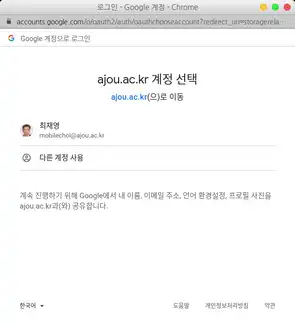 로그인 - Google 계정 - Chrome
accounts.google.com/o/oauth2/auth/oauthchooseaccount?redirect_uri=storagerela
Google 계정으로 로그인
ajou.ac.kr 계정 선택
ajou.ac.kr(으)로 이동
최재영
mobilechoi@ajou.ac.kr
다른 계정 사용
계속 진행하기 위해 Google에서 내 이름, 이메일 주소, 언어 환경설정, 프로필 사진을
ajou.ac.kr과(와) 공유합니다.
한국어 도움말 개인정보처리방침 약관